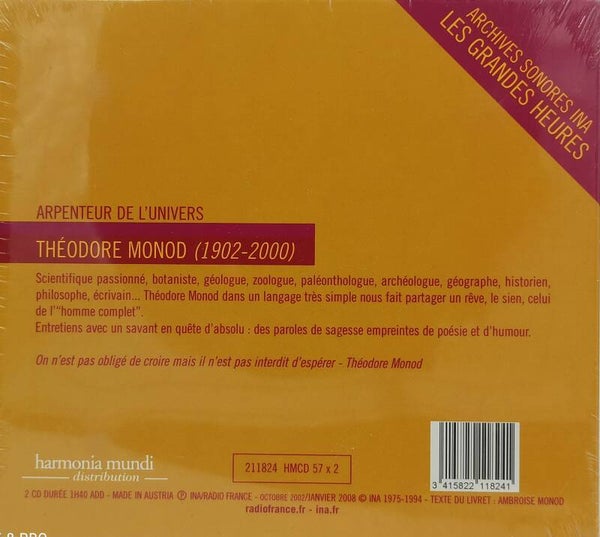 ARCHIVES SONORES INA
LES GRANDES HEURES
ARPENTEUR DE L'UNIVERS
THÉODORE MONOD (1902-2000)
Scientifique passionné, botaniste, géologue, zoologue, paléonthologue, archéologue, géographe, historien,
philosophe, écrivain... Théodore Monod dans un langage très simple nous fait partager un rêve, le sien, celui
de l'"homme complet".
Entretiens avec un savant en quête d'absolu : des paroles de sagesse empreintes de poésie et d'humour.
On n'est pas obligé de croire mais il n'est pas interdit d'espérer - Théodore Monod
harmonia mundi
distribution
211824 HMCD 57 x 2
3 415822 118241
2 CD DURÉE 1H40 ADD - MADE IN AUSTRIA ℗ INA/RADIO FRANCE - OCTOBRE 2002/JANVIER 2008 © INA 1975-1994 - TEXTE DU LIVRET : AMBROISE MONOD
radiofrance.fr - ina.fr